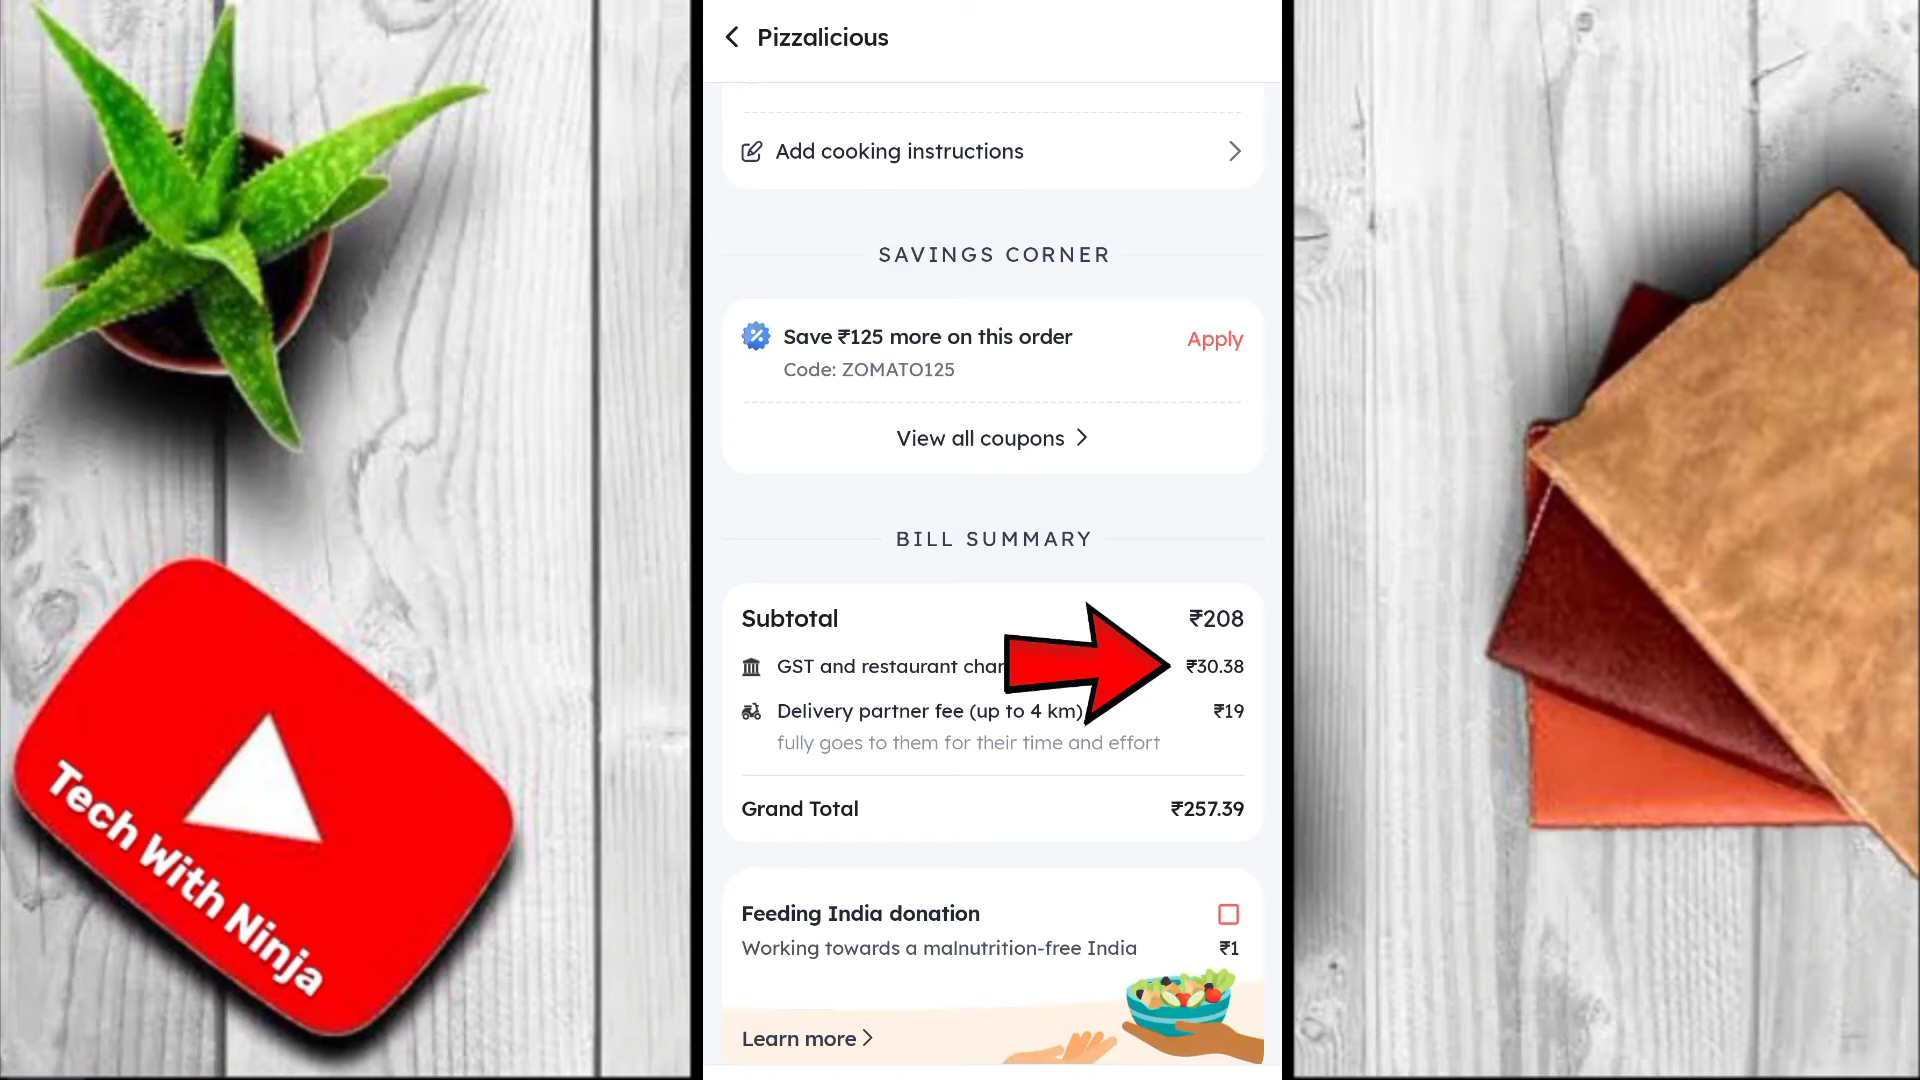 Pizzalicious
Add cooking instructions
SAVINGS CORNER
Save ₹125 more on this order
Apply
Code: ZOMATO125
View all coupons
BILL SUMMARY
Subtotal ₹208
GST and restaurant char ₹30.38
Delivery partner fee (up to 4 km) ₹19
fully goes to them for their time and effort
Grand Total ₹257.39
Feeding India donation
Working towards a malnutrition-free India ₹1
Learn more
Tech With Ninja